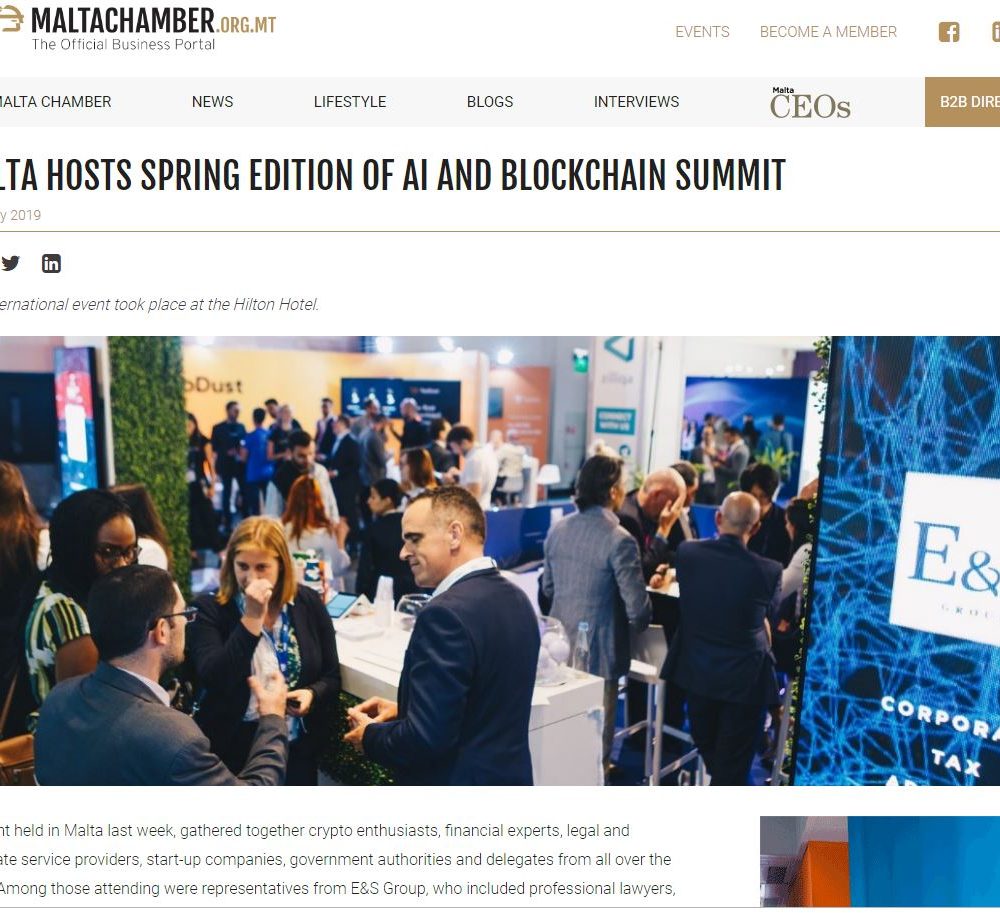 MALTACHAMBER.ORG.MT
The Official Business Portal
EVENTS BECOME A MEMBER
MALTA CHAMBER NEWS LIFESTYLE BLOGS INTERVIEWS Malta CEOs B2B DIRE
LTA HOSTS SPRING EDITION OF AI AND BLOCKCHAIN SUMMIT
y 2019
ernational event took place at the Hilton Hotel.
oDust
CONNECT WITH US
E&
GROU
CORPORA
TAX
nt held in Malta last week, gathered together crypto enthusiasts, financial experts, legal and
ate service providers, start-up companies, government authorities and delegates from all over the
Among those attending were representatives from E&S Group, who included professional lawyers,